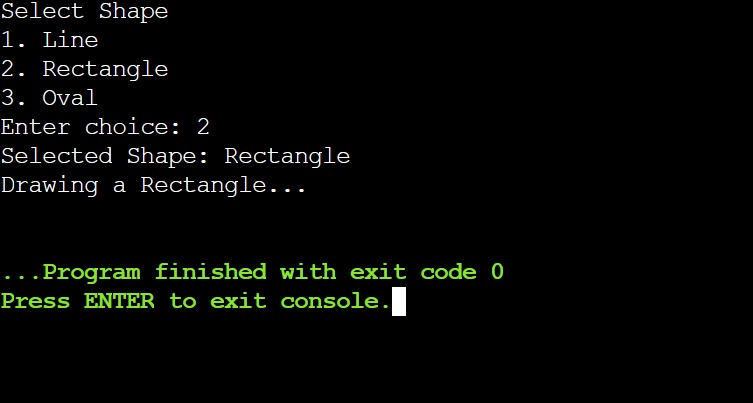 Select Shape
1. Line
2. Rectangle
3. Oval
Enter choice: 2
Selected Shape: Rectangle
Drawing a Rectangle...
...Program finished with exit code 0
Press ENTER to exit console.